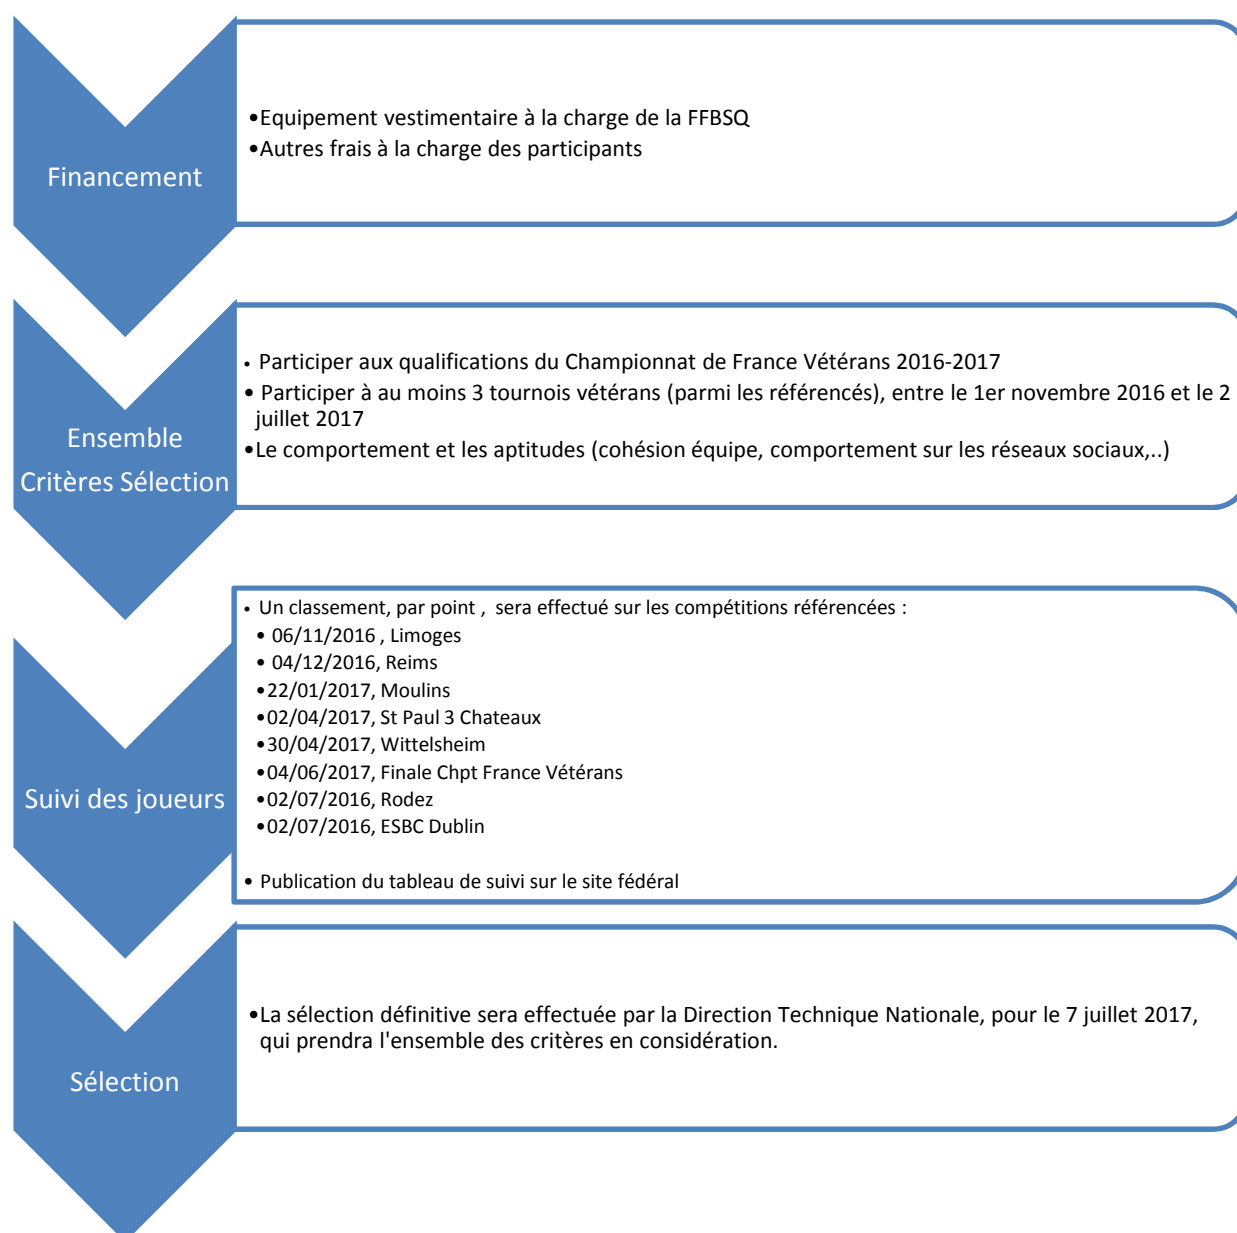 Financement
•Equipement vestimentaire à la charge de la FFBSQ
•Autres frais à la charge des participants
Ensemble
Critères Sélection
• Participer aux qualifications du Championnat de France Vétérans 2016-2017
• Participer à au moins 3 tournois vétérans (parmi les référencés), entre le 1er novembre 2016 et le 2
juillet 2017
•Le comportement et les aptitudes (cohésion équipe, comportement sur les réseaux sociaux,..)
Suivi des joueurs
• Un classement, par point , sera effectué sur les compétitions référencées :
• 06/11/2016 , Limoges
• 04/12/2016, Reims
•22/01/2017, Moulins
•02/04/2017, St Paul 3 Chateaux
•30/04/2017, Wittelsheim
•04/06/2017, Finale Chpt France Vétérans
•02/07/2016, Rodez
•02/07/2016, ESBC Dublin
• Publication du tableau de suivi sur le site fédéral
Sélection
•La sélection définitive sera effectuée par la Direction Technique Nationale, pour le 7 juillet 2017,
qui prendra l'ensemble des critères en considération.